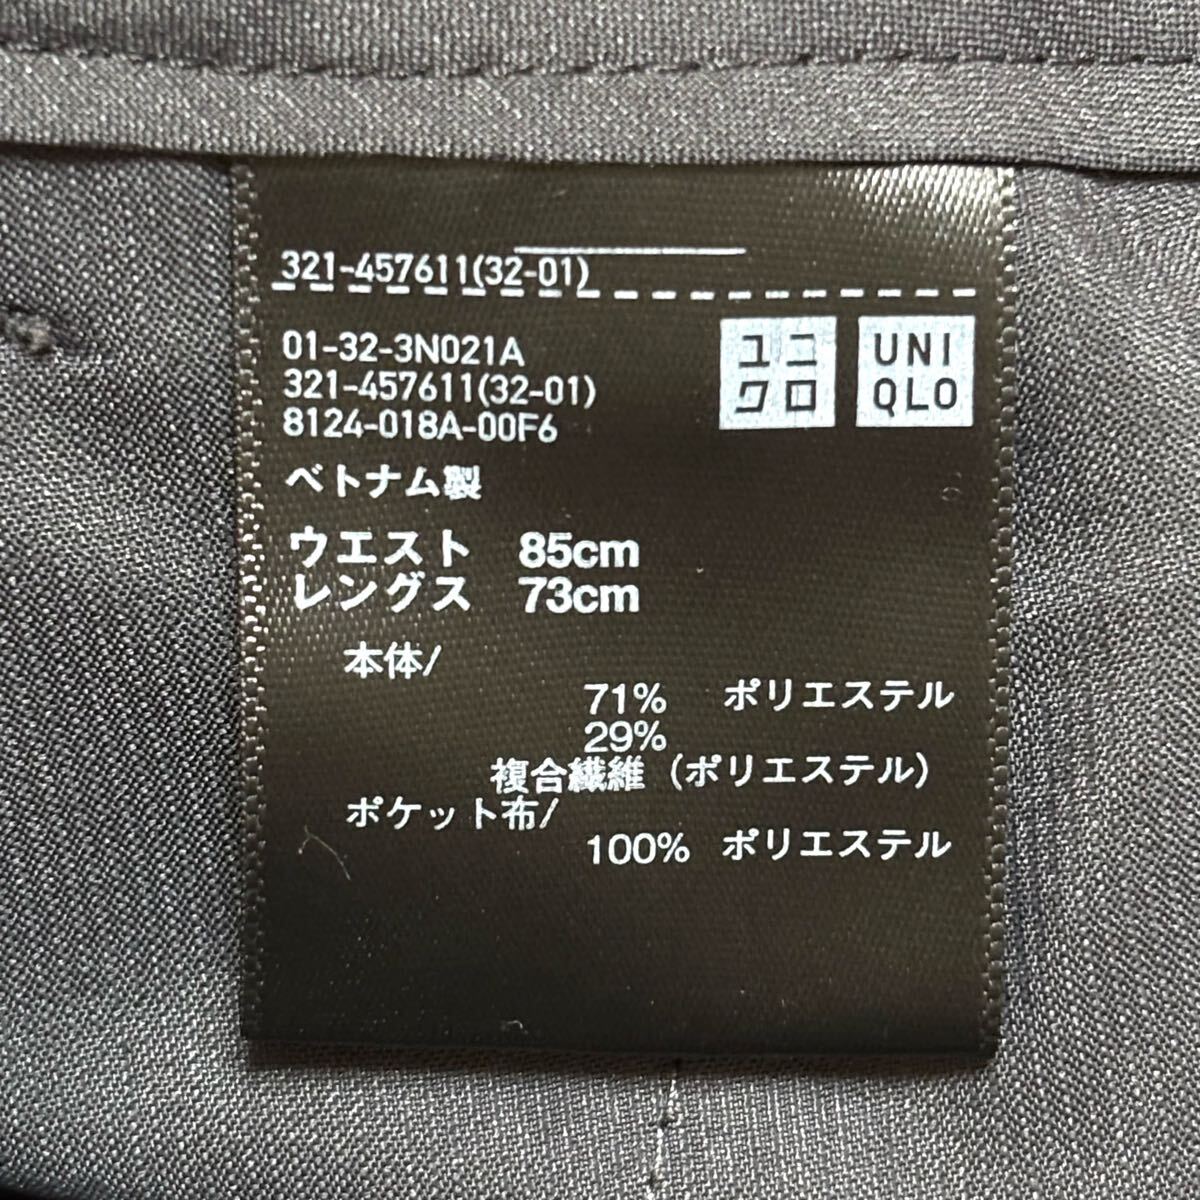 321-457611(32-01)
01-32-3N021A
321-457611(32-01)
8124-018A-00F6
ユニ
クロ
UNI
QLO
ベトナム製
ウエスト 85cm
レングス 73cm
本体/
71% ポリエステル
29%
複合繊維(ポリエステル)
ポケット布/
100% ポリエステル